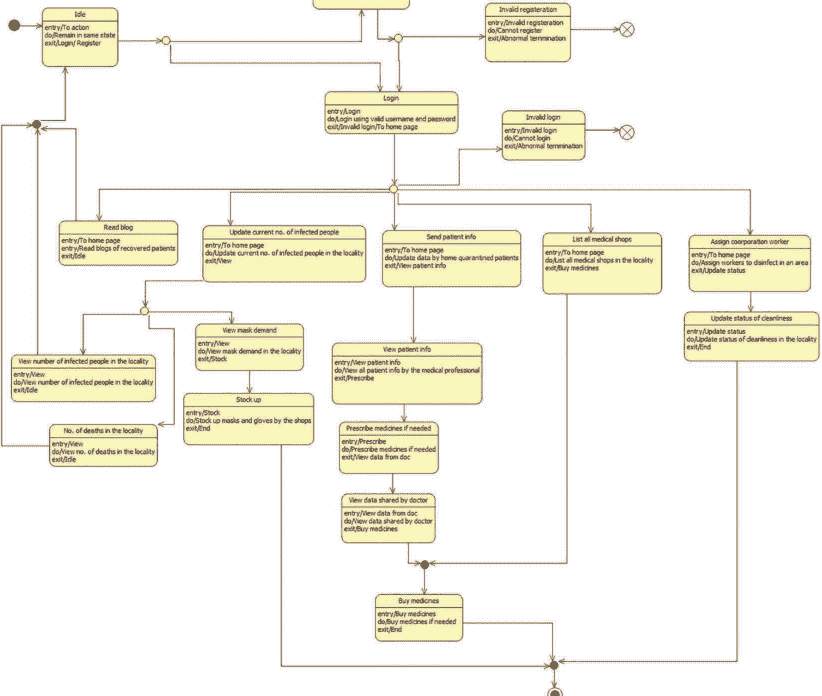 Idle
entry/To action
do/Remain in same state
exit/Login/ Register
Invalid registeration
entry/Invalid registeration
do/Cannot register
exit/Abnormal termnination
Login
entry/Login
do/Login using valid username and password
exit/Invalid login/To home page
Invalid login
entry/Invalid login
do/Cannot login
exit/Abnormal termnination
Read blog
entry/To home page
entry/Read blogs of recovered patients
exit/Idle
Update current no. of infected people
entry/To home page
do/Update current no. of infected people in the locality
exit/View
Send patient info
entry/To home page
do/Update data by home quarantined patients
exit/View patient info
List all medical shops
entry/To home page
do/List all medical shops in the locality
exit/Buy medicines
Assign coorporation worker
entry/To home page
do/Assign workers to disinfect in an area
exit/Update status
Update status of cleanliness
entry/Update status
do/Update status of cleanliness in the locality
exit/End
View mask demand
entry/View
do/View mask demand in the locality
exit/Stock
View number of infected people in the locality
entry/View
do/View number of infected people in the locality
exit/Idle
View patient info
entry/View patient info
do/View all patient info by the medical professional
exit/Prescribe
Stock up
entry/Stock
do/Stock up masks and gloves by the shops
exit/End
No. of deaths in the locality
entry/View
do/View no. of deaths in the locality
exit/Idle
Prescribe medicines if needed
entry/Prescribe
do/Prescribe medicines if needed
exit/View data from doc
View data shared by doctor
entry/View data from doc
do/View data shared by doctor
exit/Buy medicines
Buy medicines
entry/Buy medicines
do/Buy medicines if needed
exit/End